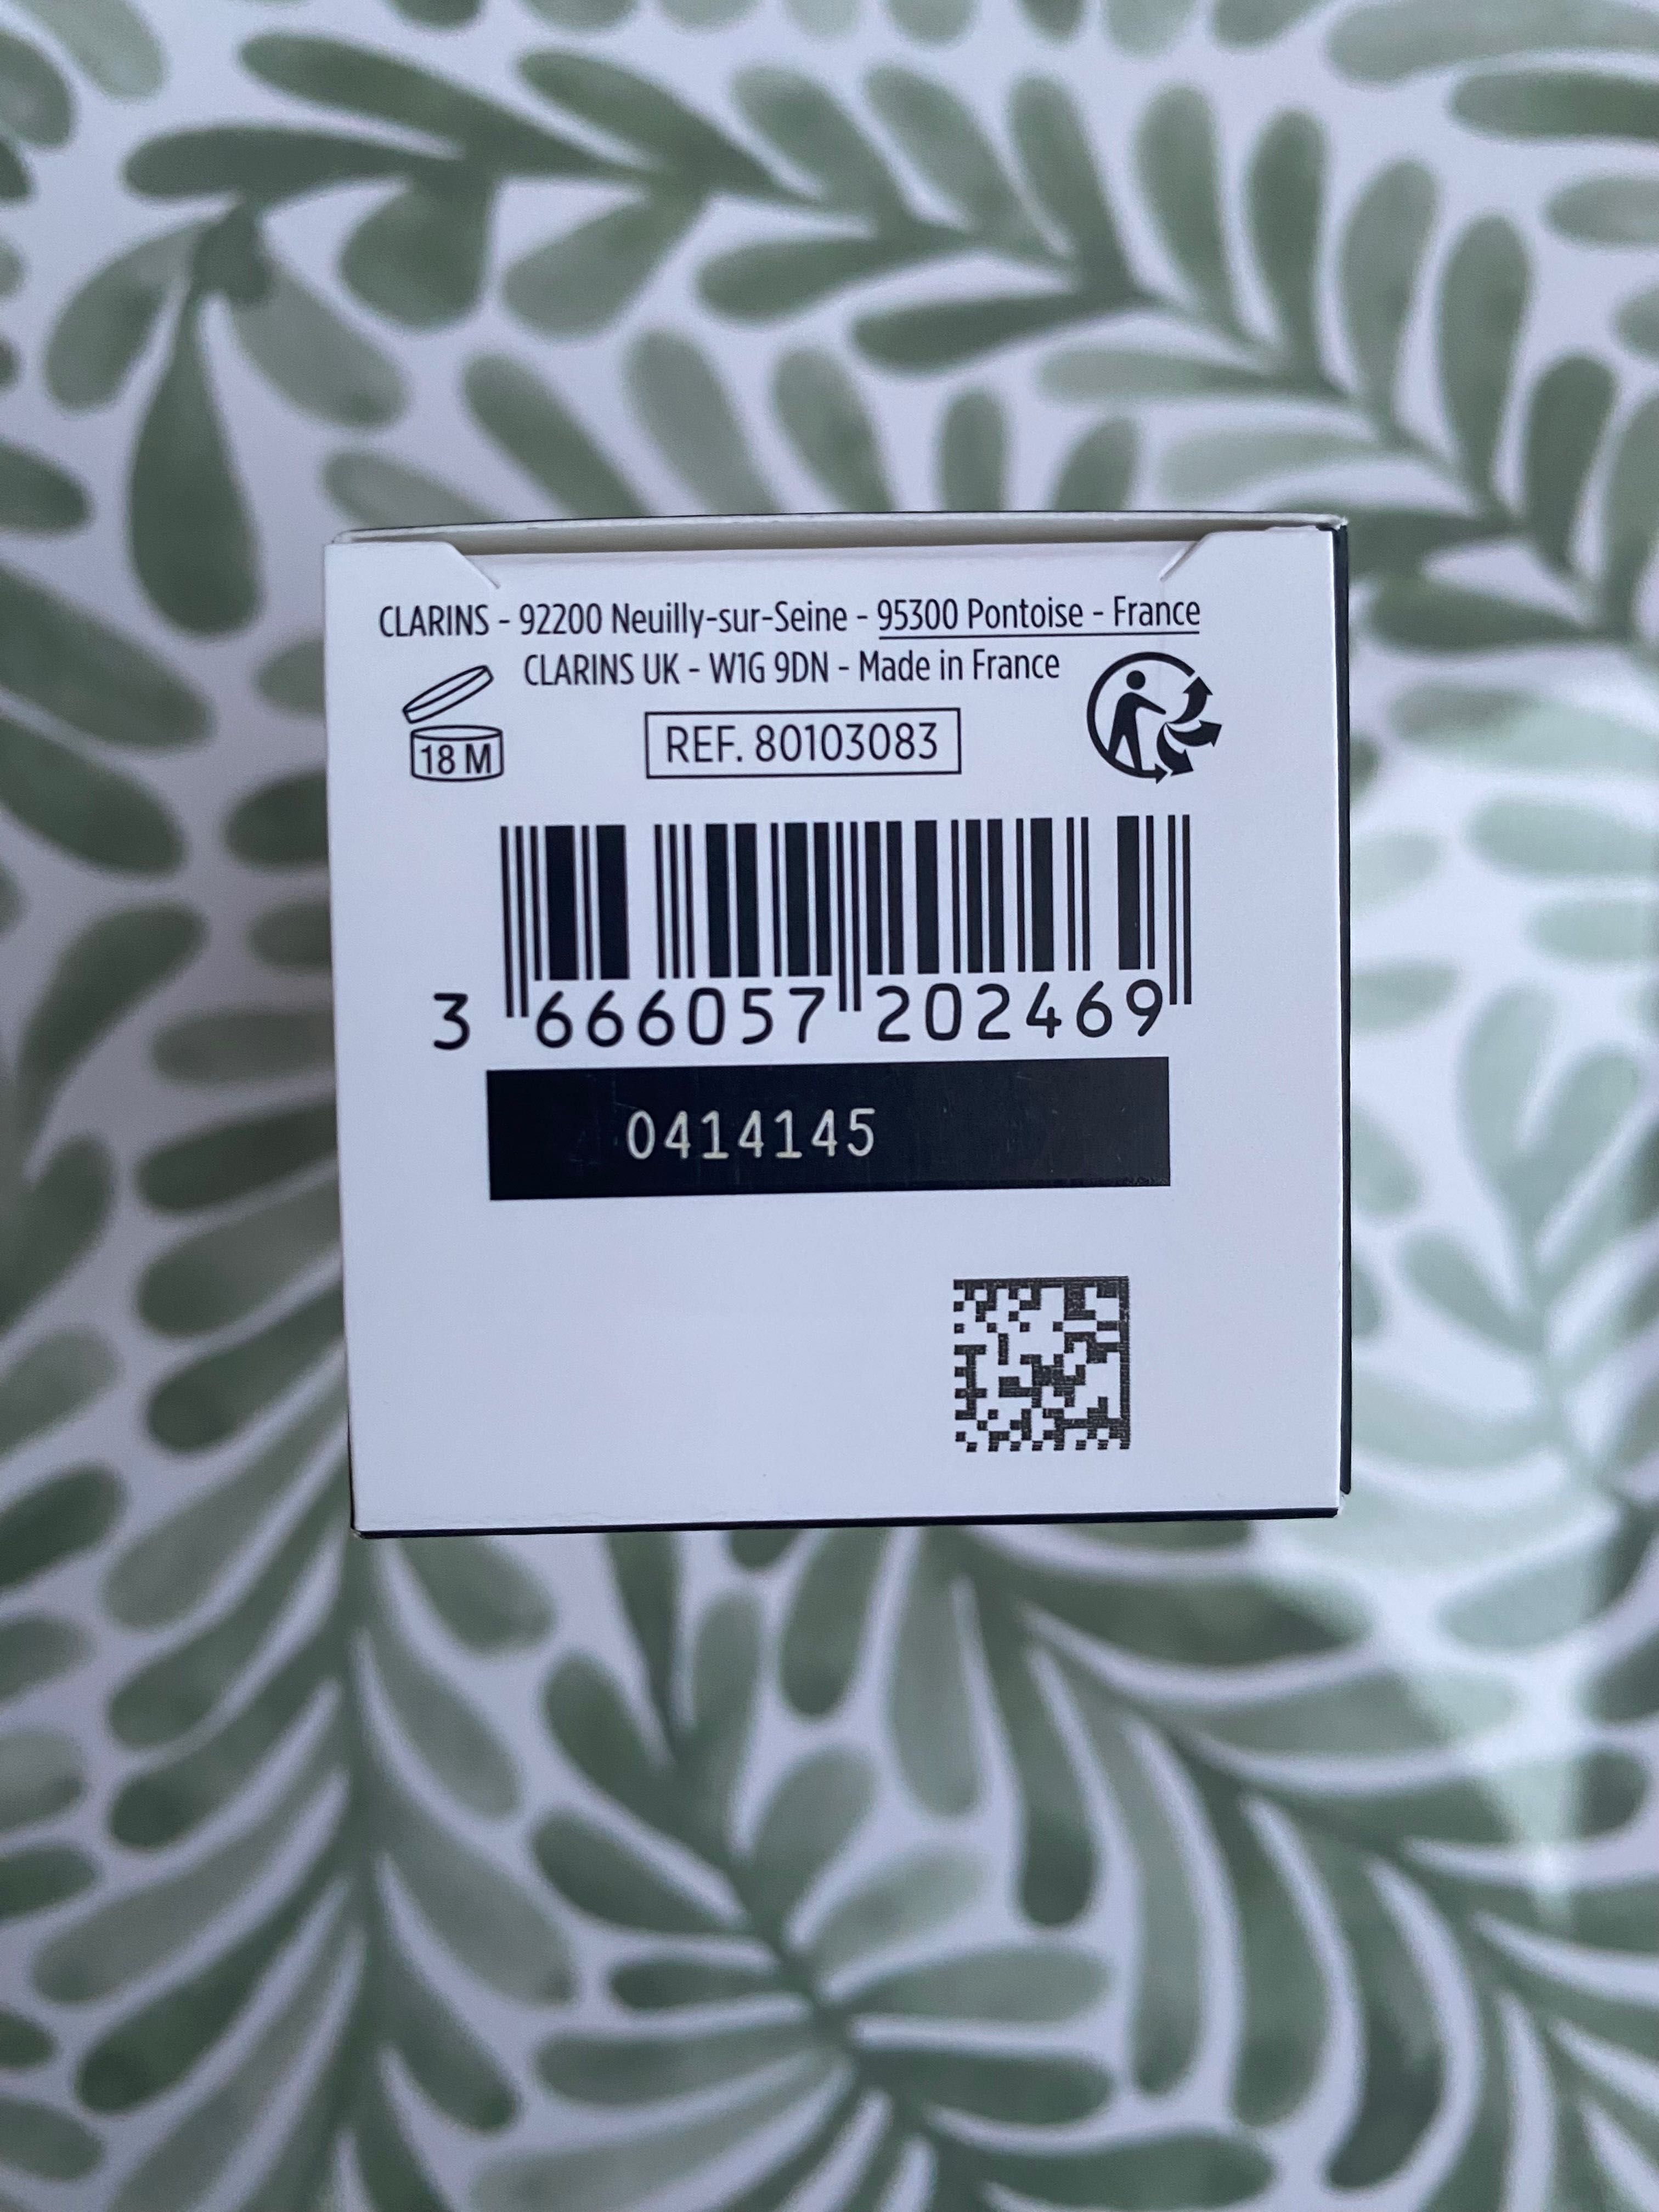 CLARINS - 92200 Neuilly-sur-Seine - 95300 Pontoise - France
CLARINS UK - W1G 9DN - Made in France
18 M
REF. 80103083
3 666057 202469
0414145